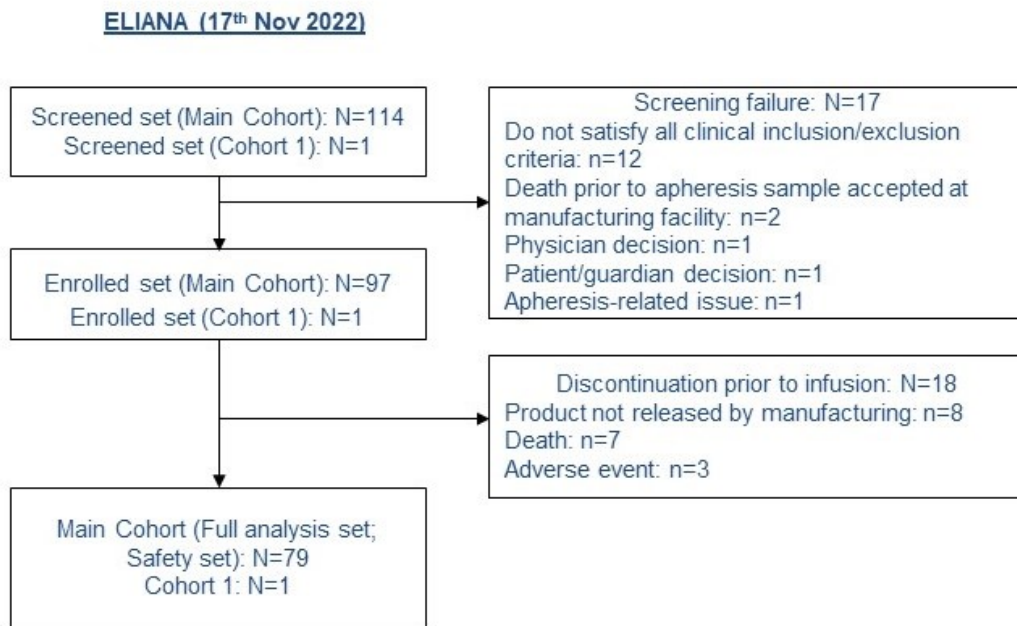 ELIANA (17th Nov 2022)
Screened set (Main Cohort): N=114
Screened set (Cohort 1): N=1
Screening failure: N=17
Do not satisfy all clinical inclusion/exclusion
criteria: n=12
Death prior to apheresis sample accepted at
manufacturing facility: n=2
Physician decision: n=1
Patient/guardian decision: n=1
Apheresis-related issue: n=1
Enrolled set (Main Cohort): N=97
Enrolled set (Cohort 1): N=1
Discontinuation prior to infusion: N=18
Product not released by manufacturing: n=8
Death: n=7
Adverse event: n=3
Main Cohort (Full analysis set;
Safety set): N=79
Cohort 1: N=1